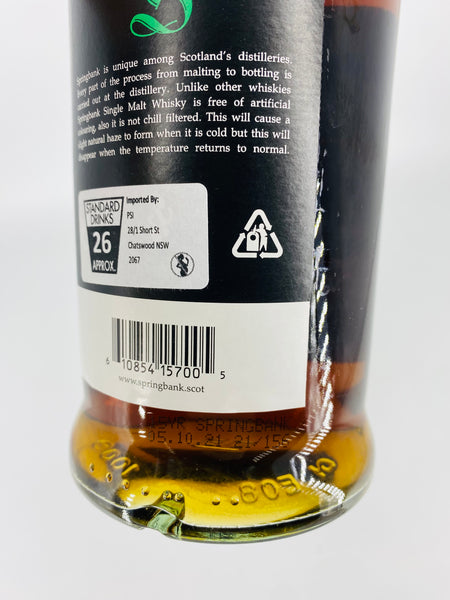 Springbank is unique among Scotland's distilleries.
Every part of the process from malting to bottling is
carried out at the distillery. Unlike other whiskies
Springbank Single Malt Whisky is free of artificial
colouring, also it is not chill filtered. This will cause a
slight natural haze to form when it is cold but this will
disappear when the temperature returns to normal.
STANDARD
DRINKS
26
APPROX.
Imported By:
PSI
28/1 Short St
Chatswood NSW
2067
6 10854 15700 5
www.springbank.scot
SPRINGBANK
05.10.21 21/156